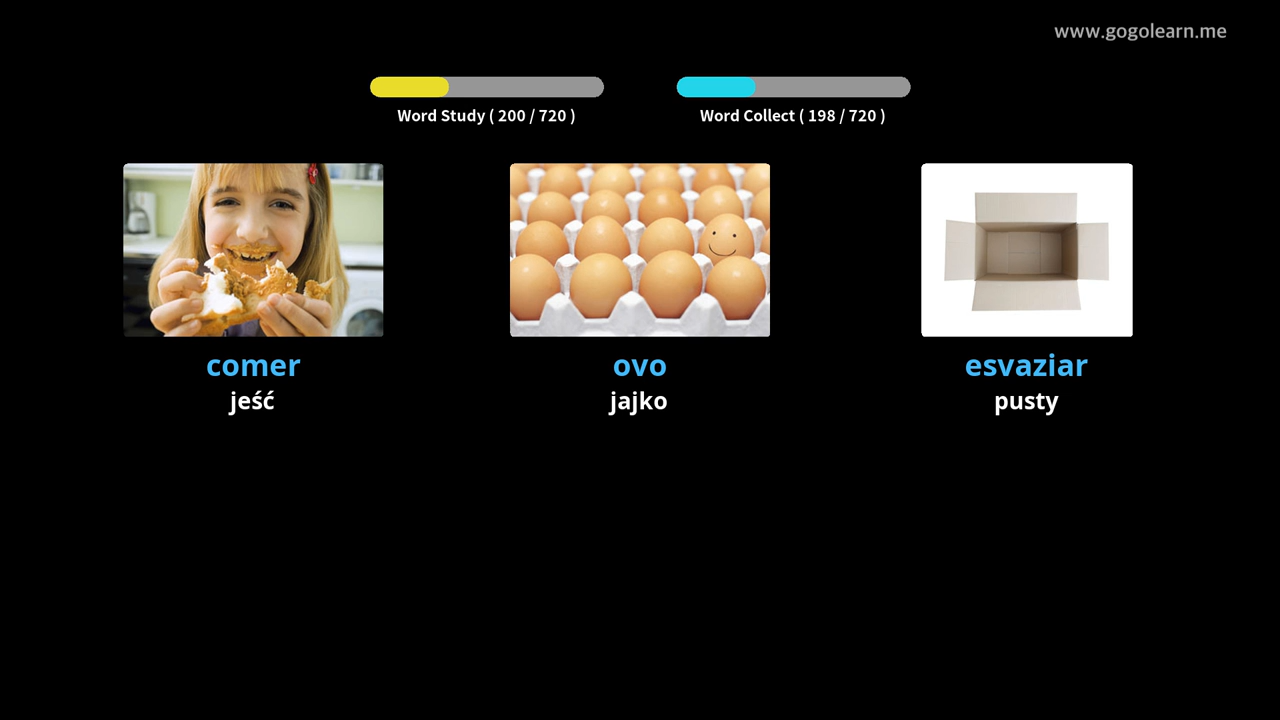 www.gogolearn.me
Word Study ( 200 / 720 )
Word Collect ( 198 / 720 )
comer
jeść
ovo
jajko
esvaziar
pusty